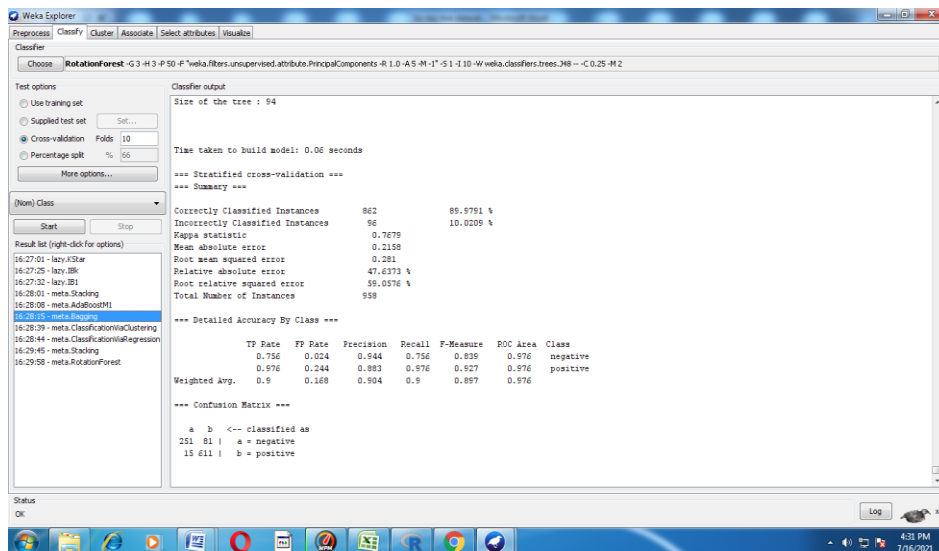 Weka Explorer
Preprocess Classify Cluster Associate Select attributes Visualize
Classifier
Choose RotationForest -G 3 -H 3 -P 50 -F "weka.filters.unsupervised.attribute.PrincipalComponents -R 1.0 -A 5 -M -1" -S 1 -I 10 -W weka.classifiers.trees.J48 -- -C 0.25 -M 2
Test options
Use training set
Supplied test set Set...
Cross-validation Folds 10
Percentage split % 66
More options...
(Nom) Class
Start Stop
Result list (right-click for options)
16:27:01 - lazy.KStar
16:27:25 - lazy.IBk
16:27:32 - lazy.IB1
16:28:01 - meta.Stacking
16:28:08 - meta.AdaBoostM1
16:28:15 - meta.Bagging
16:28:39 - meta.ClassificationViaClustering
16:28:44 - meta.ClassificationViaRegression
16:29:45 - meta.Stacking
16:29:58 - meta.RotationForest
Classifier output
Size of the tree : 94
Time taken to build model: 0.06 seconds
=== Stratified cross-validation ===
=== Summary ===
Correctly Classified Instances 862 89.9791 %
Incorrectly Classified Instances 96 10.0209 %
Kappa statistic 0.7679
Mean absolute error 0.2158
Root mean squared error 0.281
Relative absolute error 47.6373 %
Root relative squared error 59.0576 %
Total Number of Instances 958
=== Detailed Accuracy By Class ===
TP Rate FP Rate Precision Recall F-Measure ROC Area Class
0.756 0.024 0.944 0.756 0.839 0.976 negative
0.976 0.244 0.883 0.976 0.927 0.976 positive
Weighted Avg. 0.9 0.168 0.904 0.9 0.897 0.976
=== Confusion Matrix ===
a b <-- classified as
251 81 | a = negative
15 611 | b = positive
Status
OK
Log
x 0
4:31 PM
7/16/2021